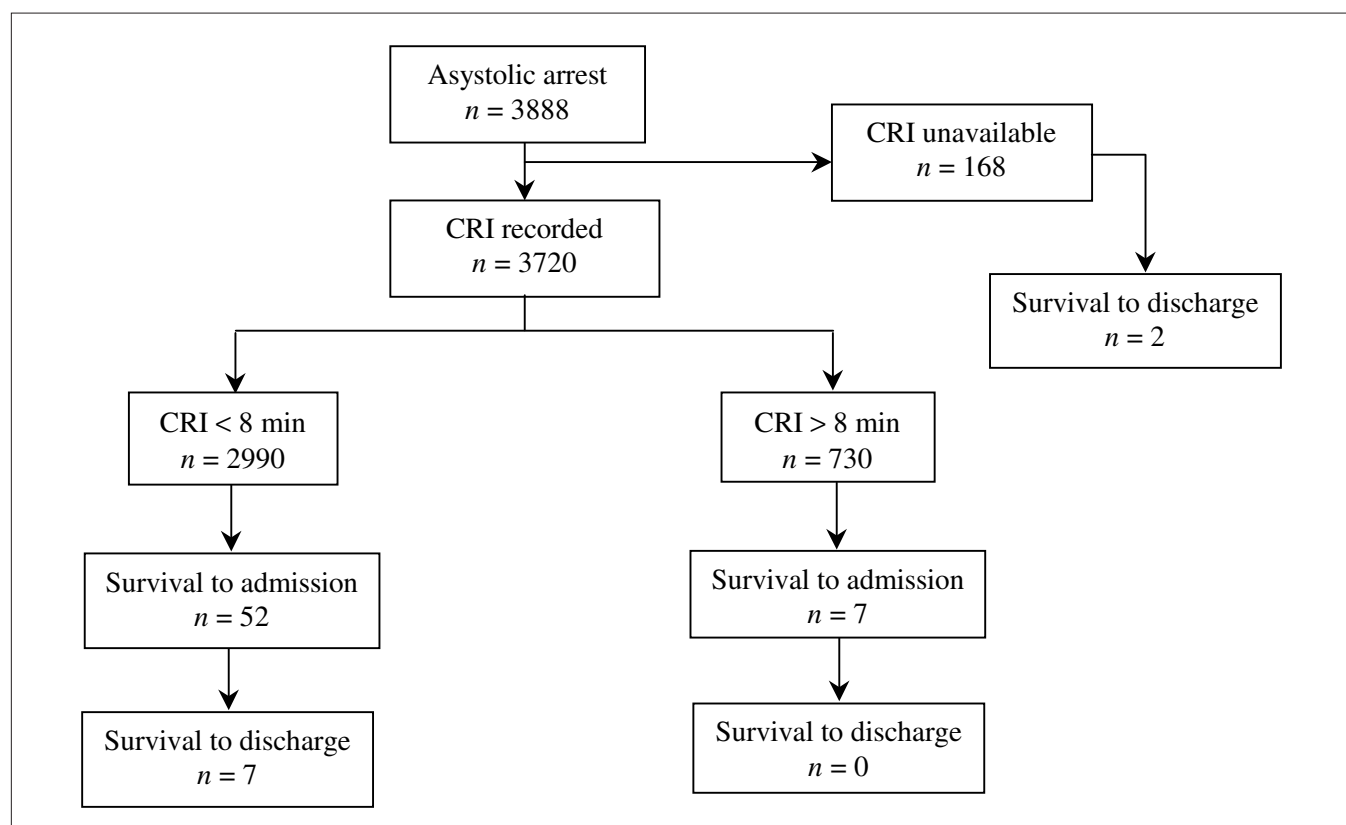 Asystolic arrest
n = 3888
CRI unavailable
n = 168
CRI recorded
n = 3720
Survival to discharge
n = 2
CRI < 8 min
n = 2990
CRI > 8 min
n = 730
Survival to admission
n = 52
Survival to admission
n = 7
Survival to discharge
n = 7
Survival to discharge
n = 0